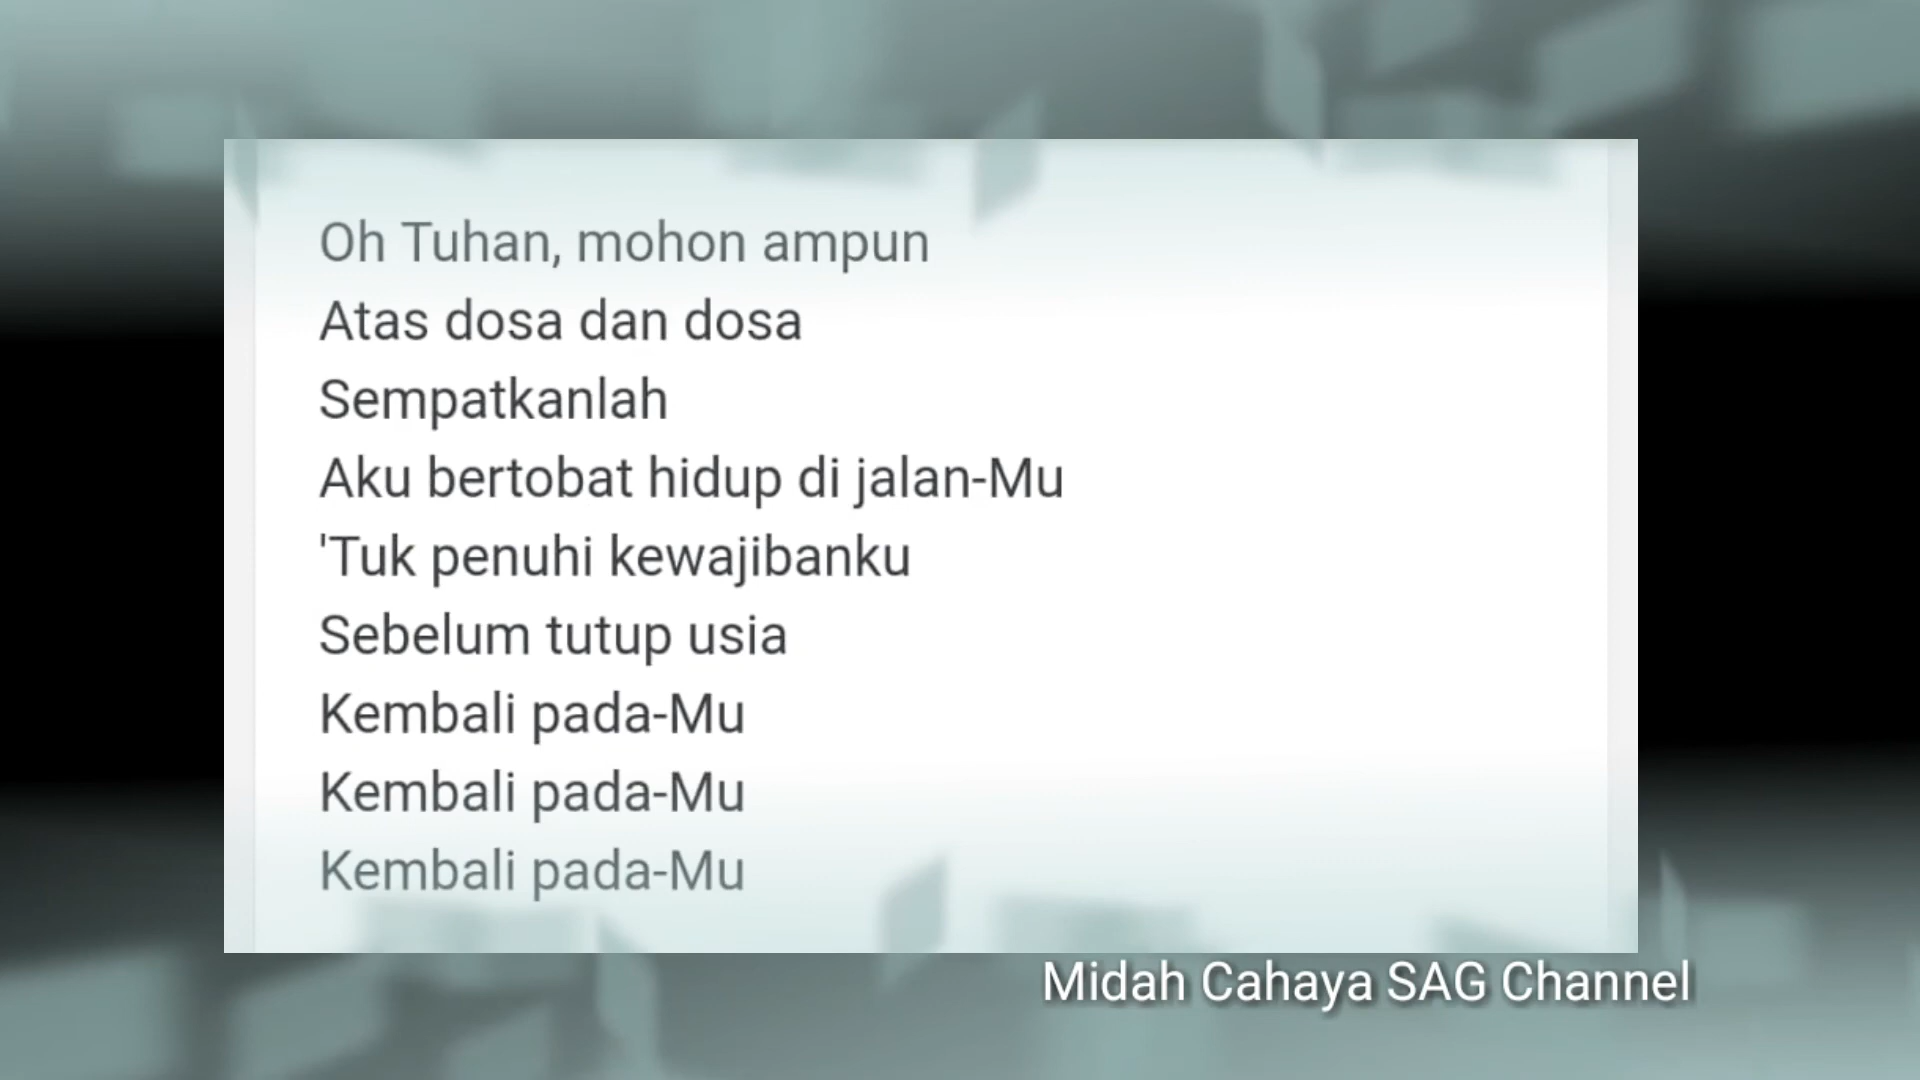 Oh Tuhan, mohon ampun
Atas dosa dan dosa
Sempatkanlah
Aku bertobat hidup di jalan-Mu
'Tuk penuhi kewajibanku
Sebelum tutup usia
Kembali pada-Mu
Kembali pada-Mu
Kembali pada-Mu
Midah Cahaya SAG Channel